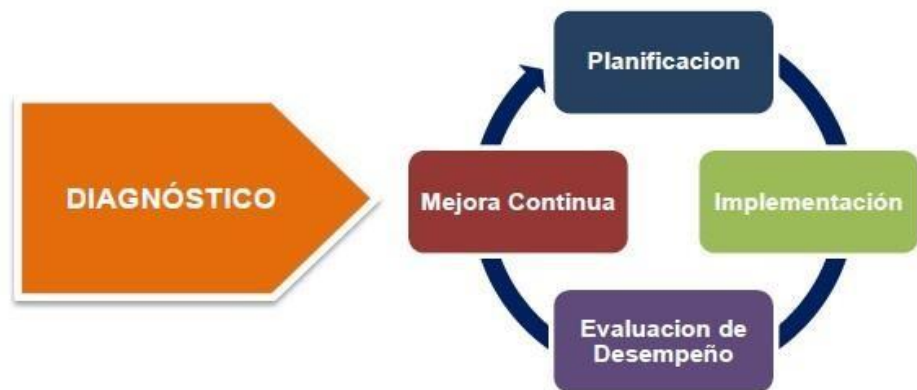 DIAGNÓSTICO
Planificacion
Implementación
Evaluacion de
Desempeño
Mejora Continua